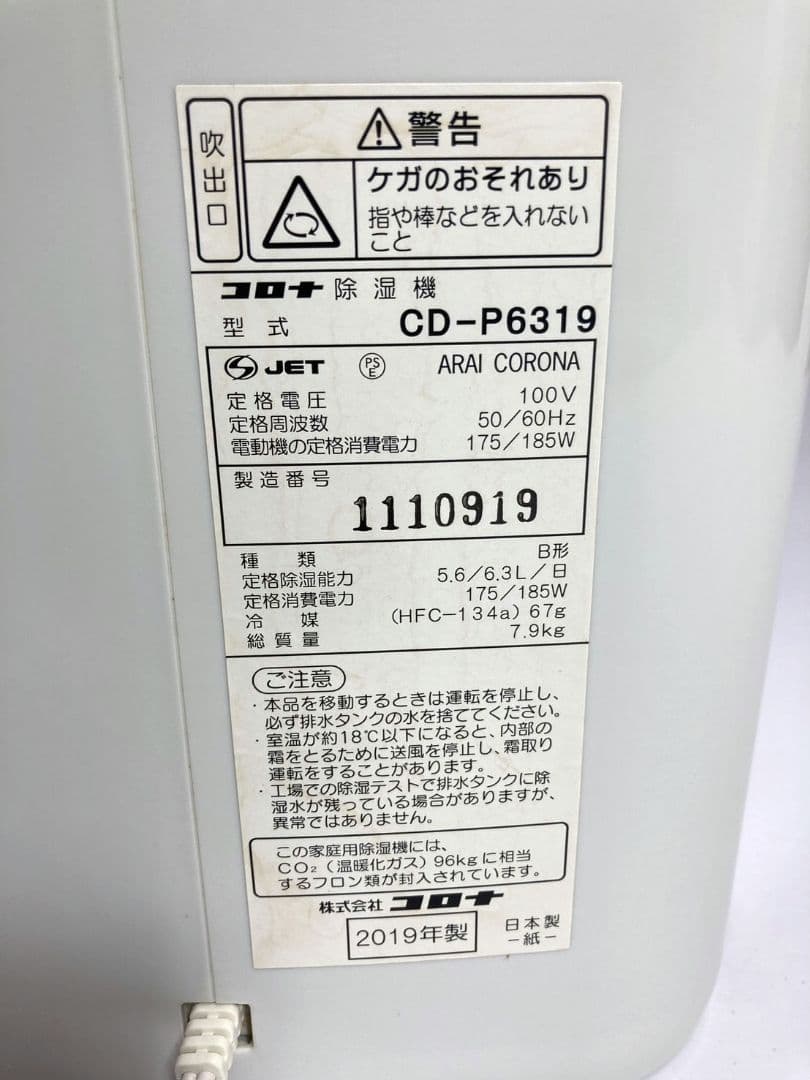 吹出口
警告
ケガのおそれあり
指や棒などを入れない
こと
コロナ 除湿機
型式 CD-P6319
JET PSE ARAI CORONA
定格電圧 100V
定格周波数 50/60Hz
電動機の定格消費電力 175/185W
製造番号
1110919
種類 B形
定格除湿能力 5.6/6.3L/日
定格消費電力 175/185W
冷媒 (HFC-134a) 67g
総質量 7.9kg
ご注意
・本品を移動するときは運転を停止し、
必ず排水タンクの水を捨ててください。
・室温が約18℃以下になると、内部の
霜をとるために送風を停止し、霜取り
運転をすることがあります。
・工場での除湿テストで排水タンクに除
湿水が残っている場合がありますが、
異常ではありません。
この家庭用除湿機には、
CO₂(温暖化ガス)96kgに相当
するフロン類が封入されています。
株式会社 コロナ
2019年製
日本製
-紙-